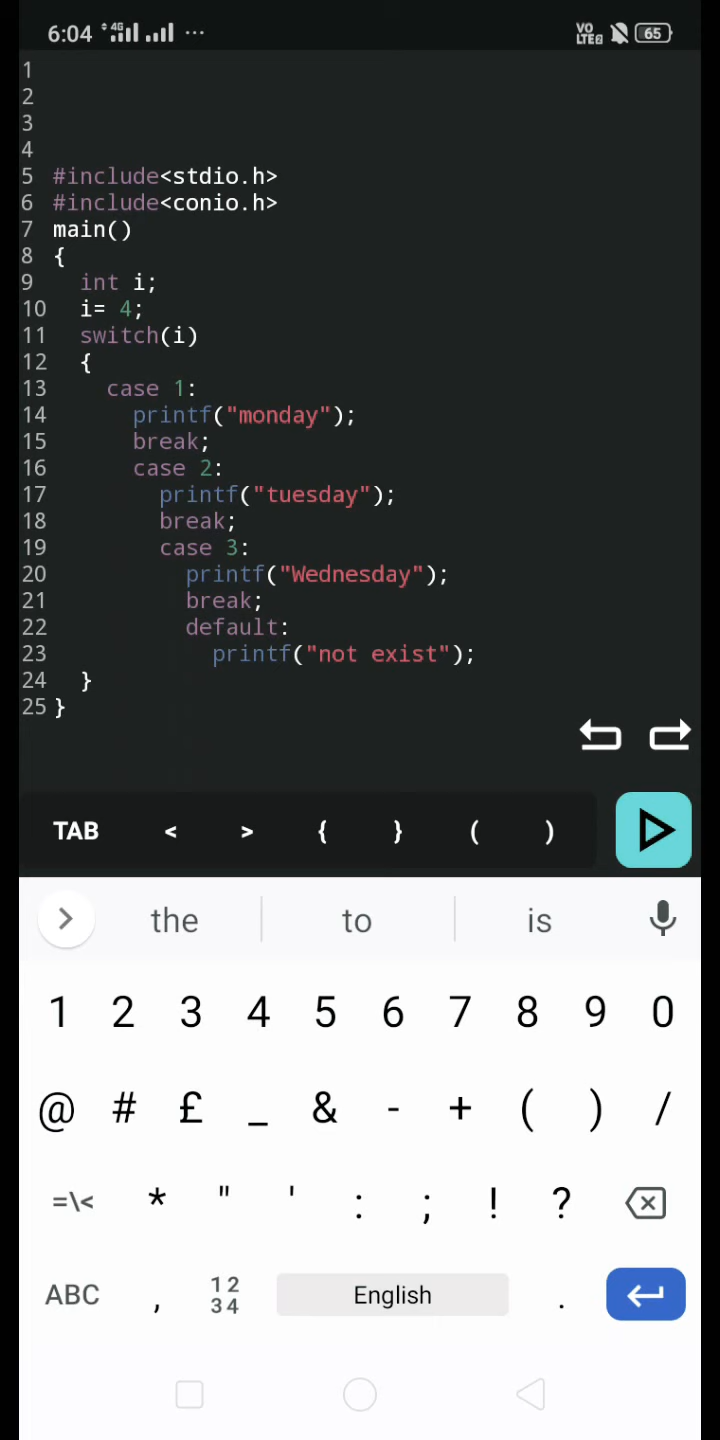 6:04 4G ... VO LTE2 65
1
2
3
4
5 #include<stdio.h>
6 #include<conio.h>
7 main()
8 {
9 int i;
10 i= 4;
11 switch(i)
12 {
13 case 1:
14 printf("monday");
15 break;
16 case 2:
17 printf("tuesday");
18 break;
19 case 3:
20 printf("Wednesday");
21 break;
22 default:
23 printf("not exist");
24 }
25 }
TAB < > { } ( )
the to is
1 2 3 4 5 6 7 8 9 0
@ # £ _ & - + ( ) /
=\< * " ' : ; ! ?
ABC , 12 34 English .